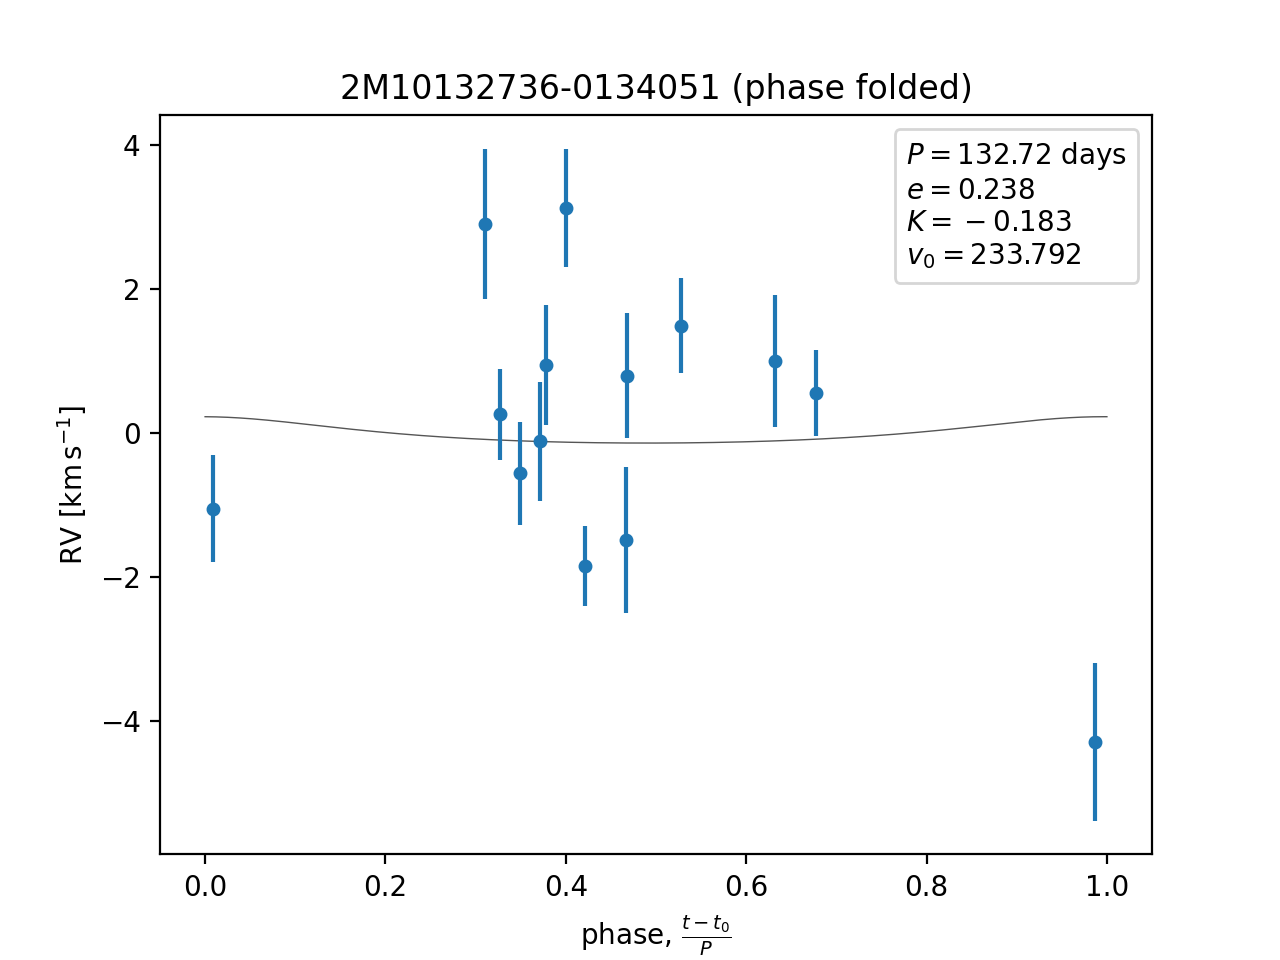 2M10132736-0134051 (phase folded)
P = 132.72 days
e = 0.238
K = −0.183
v₀ = 233.792
4
2
0
−2
−4
RV [km s⁻¹]
0.0 0.2 0.4 0.6 0.8 1.0
phase, (t − t₀)/P